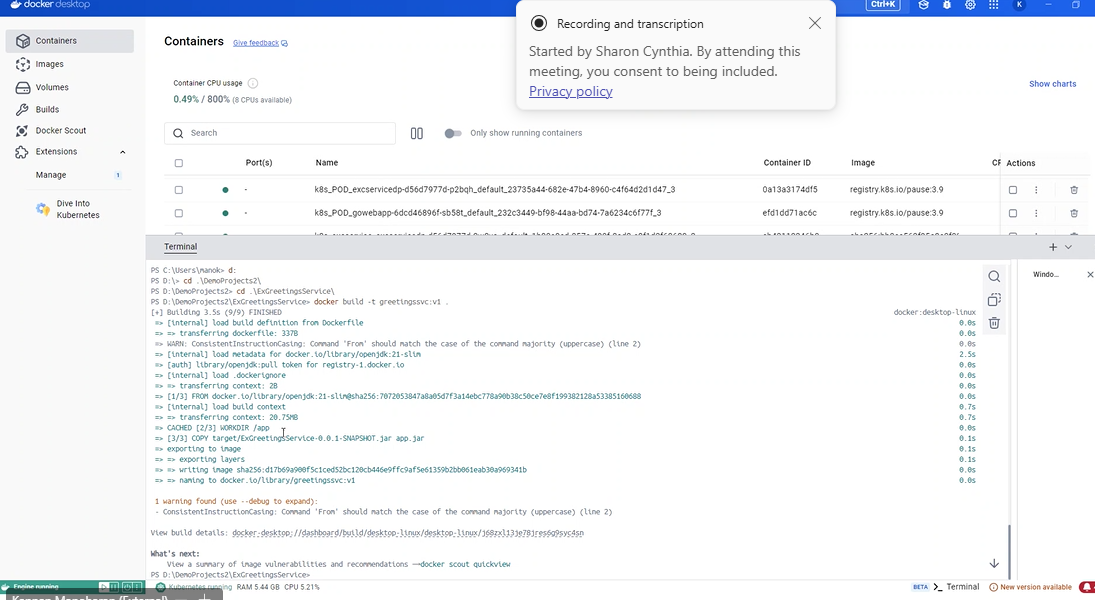 docker desktop
Ctrl+K
K
Containers
Images
Volumes
Builds
Docker Scout
Extensions
Manage
1
Dive Into
Kubernetes
Containers
Give feedback
Recording and transcription
Started by Sharon Cynthia. By attending this
meeting, you consent to being included.
Privacy policy
Container CPU usage
0.49% / 800% (8 CPUs available)
Show charts
Search
Only show running containers
Port(s) Name Container ID Image Actions
- k8s_POD_excservicedp-d56d7977d-p2bqh_default_23735a44-682e-47b4-8960-c4f64d2d1d47_3 0a13a3174df5 registry.k8s.io/pause:3.9
- k8s_POD_gowebapp-6dcd46896f-sb58t_default_232c3449-bf98-44aa-bd74-7a6234c6f77f_3 efd1dd71ac6c registry.k8s.io/pause:3.9
Terminal
Windo...
PS C:\Users\manok> d:
PS D:\> cd .\DemoProjects2\
PS D:\DemoProjects2> cd .\ExGreetingsService\
PS D:\DemoProjects2\ExGreetingsService> docker build -t greetingssvc:v1 .
[+] Building 3.5s (9/9) FINISHED docker:desktop-linux
=> [internal] load build definition from Dockerfile 0.0s
=> => transferring dockerfile: 337B 0.0s
=> WARN: ConsistentInstructionCasing: Command 'From' should match the case of the command majority (uppercase) (line 2) 0.0s
=> [internal] load metadata for docker.io/library/openjdk:21-slim 2.5s
=> [auth] library/openjdk:pull token for registry-1.docker.io 0.0s
=> [internal] load .dockerignore 0.0s
=> => transferring context: 2B 0.0s
=> [1/3] FROM docker.io/library/openjdk:21-slim@sha256:7072053847a8a05d7f3a14ebc778a90b38c50ce7e8f199382128a53385160688 0.0s
=> [internal] load build context 0.7s
=> => transferring context: 20.75MB 0.7s
=> CACHED [2/3] WORKDIR /app 0.0s
=> [3/3] COPY target/ExGreetingsService-0.0.1-SNAPSHOT.jar app.jar 0.1s
=> exporting to image 0.1s
=> => exporting layers 0.1s
=> => writing image sha256:d17b69a900f5c1ced52bc120cb446e9ffc9af5e61359b2bb061eab30a969341b 0.0s
=> => naming to docker.io/library/greetingssvc:v1 0.0s
1 warning found (use --debug to expand):
- ConsistentInstructionCasing: Command 'From' should match the case of the command majority (uppercase) (line 2)
View build details: docker-desktop://dashboard/build/desktop-linux/desktop-linux/j68zxl13je78jres6q9syc4sn
What's next:
View a summary of image vulnerabilities and recommendations → docker scout quickview
PS D:\DemoProjects2\ExGreetingsService>
Engine running
Kubernetes running RAM 5.44 GB CPU 5.21%
BETA
Terminal
New version available